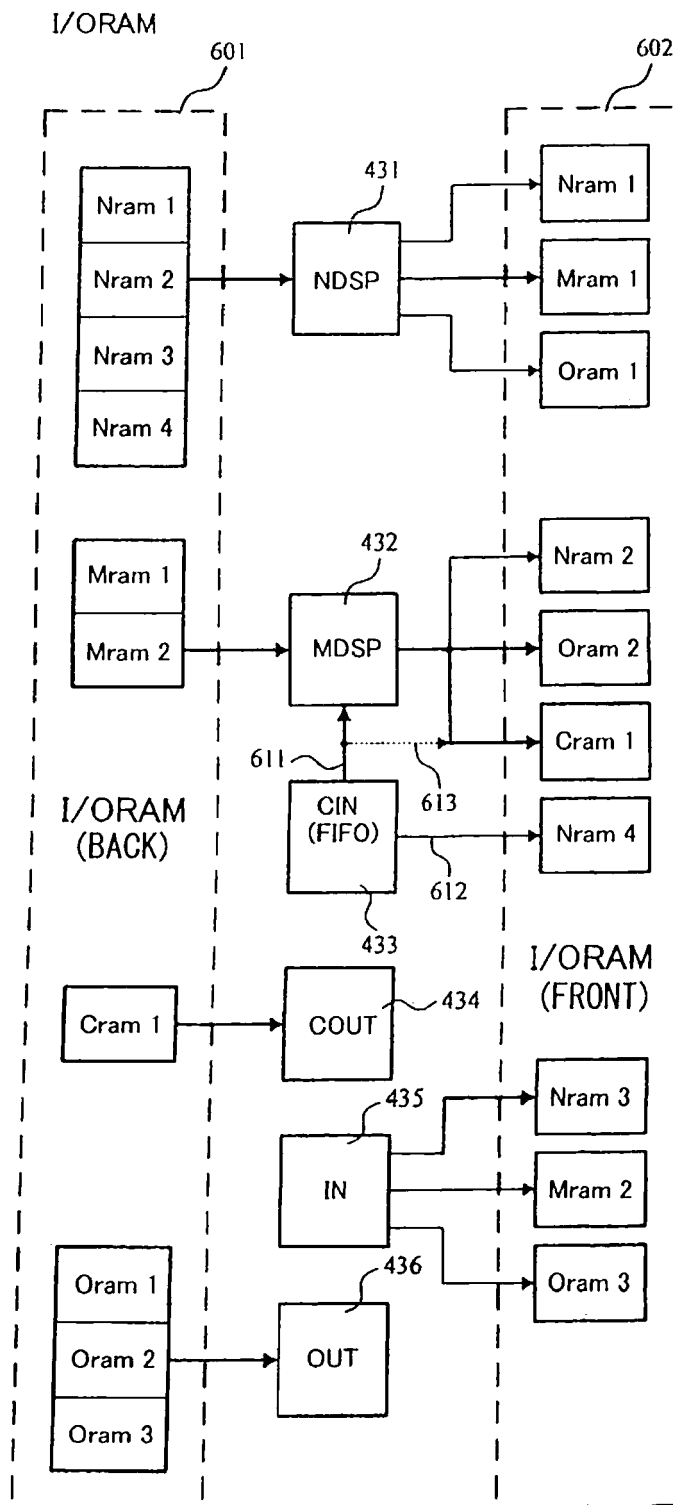 I/ORAM
601
602
Nram 1
Nram 2
Nram 3
Nram 4
431
NDSP
Nram 1
Mram 1
Oram 1
Mram 1
Mram 2
432
MDSP
Nram 2
Oram 2
Cram 1
611
613
CIN
(FIFO)
612
Nram 4
433
I/ORAM
(BACK)
I/ORAM
(FRONT)
Cram 1
434
COUT
435
IN
Nram 3
Mram 2
Oram 3
Oram 1
Oram 2
Oram 3
436
OUT